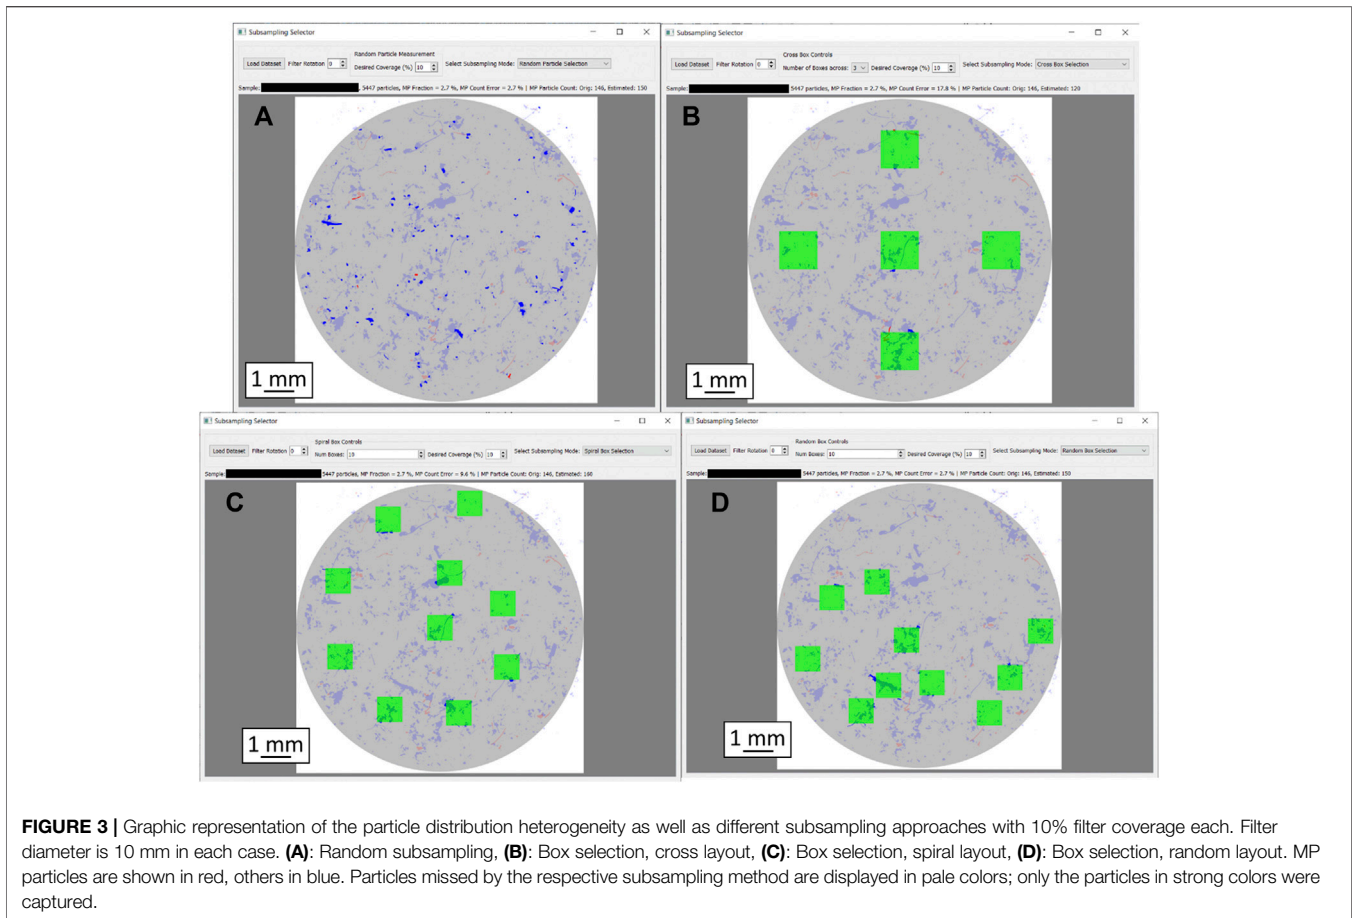 Subsampling Selector
Random Particle Measurement
Load Dataset Filter Rotation 0 Desired Coverage (%) 10 Select Subsampling Mode: Random Particle Selection
Sample: , 5447 particles, MP Fraction = 2.7 %, MP Count Error = 2.7 % | MP Particle Count: Orig: 146, Estimated: 150
A
1 mm
Subsampling Selector
Cross Box Controls
Load Dataset Filter Rotation 0 Number of Boxes across: 3 Desired Coverage (%) 10 Select Subsampling Mode: Cross Box Selection
Sample: 5447 particles, MP Fraction = 2.7 %, MP Count Error = 17.8 % | MP Particle Count: Orig: 146, Estimated: 120
B
1 mm
Subsampling Selector
Spiral Box Controls
Load Dataset Filter Rotation 0 Num Boxes: 10 Desired Coverage (%) 10 Select Subsampling Mode: Spiral Box Selection
Sample: 5447 particles, MP Fraction = 2.7 %, MP Count Error = 9.6 % | MP Particle Count: Orig: 146, Estimated: 160
C
1 mm
Subsampling Selector
Random Box Controls
Load Dataset Filter Rotation 0 Num Boxes: 10 Desired Coverage (%) 10 Select Subsampling Mode: Random Box Selection
Sample: 5447 particles, MP Fraction = 2.7 %, MP Count Error = 2.7 % | MP Particle Count: Orig: 146, Estimated: 150
D
1 mm
FIGURE 3 | Graphic representation of the particle distribution heterogeneity as well as different subsampling approaches with 10% filter coverage each. Filter
diameter is 10 mm in each case. (A): Random subsampling, (B): Box selection, cross layout, (C): Box selection, spiral layout, (D): Box selection, random layout. MP
particles are shown in red, others in blue. Particles missed by the respective subsampling method are displayed in pale colors; only the particles in strong colors were
captured.